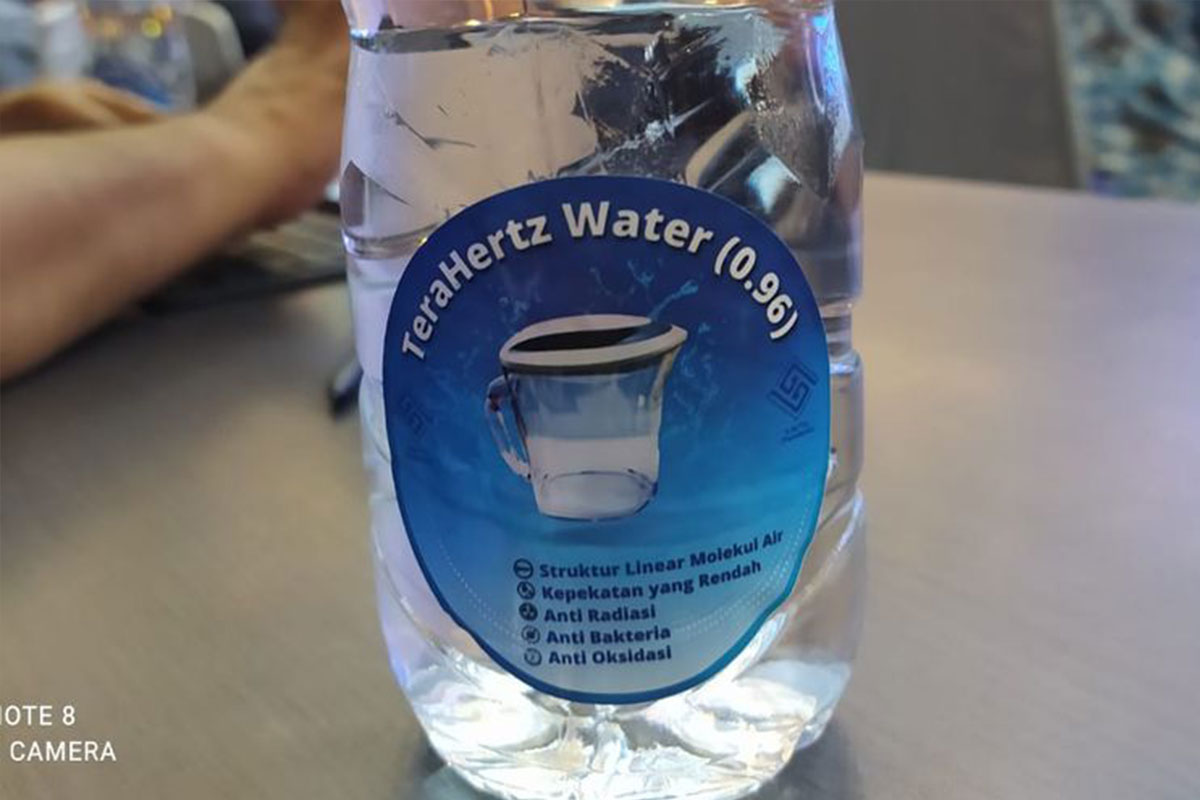 TeraHertz Water (0.96)
Struktur Linear Molekul Air
Kepekatan yang Rendah
Anti Radiasi
Anti Bakteria
Anti Oksidasi
NOTE 8
CAMERA